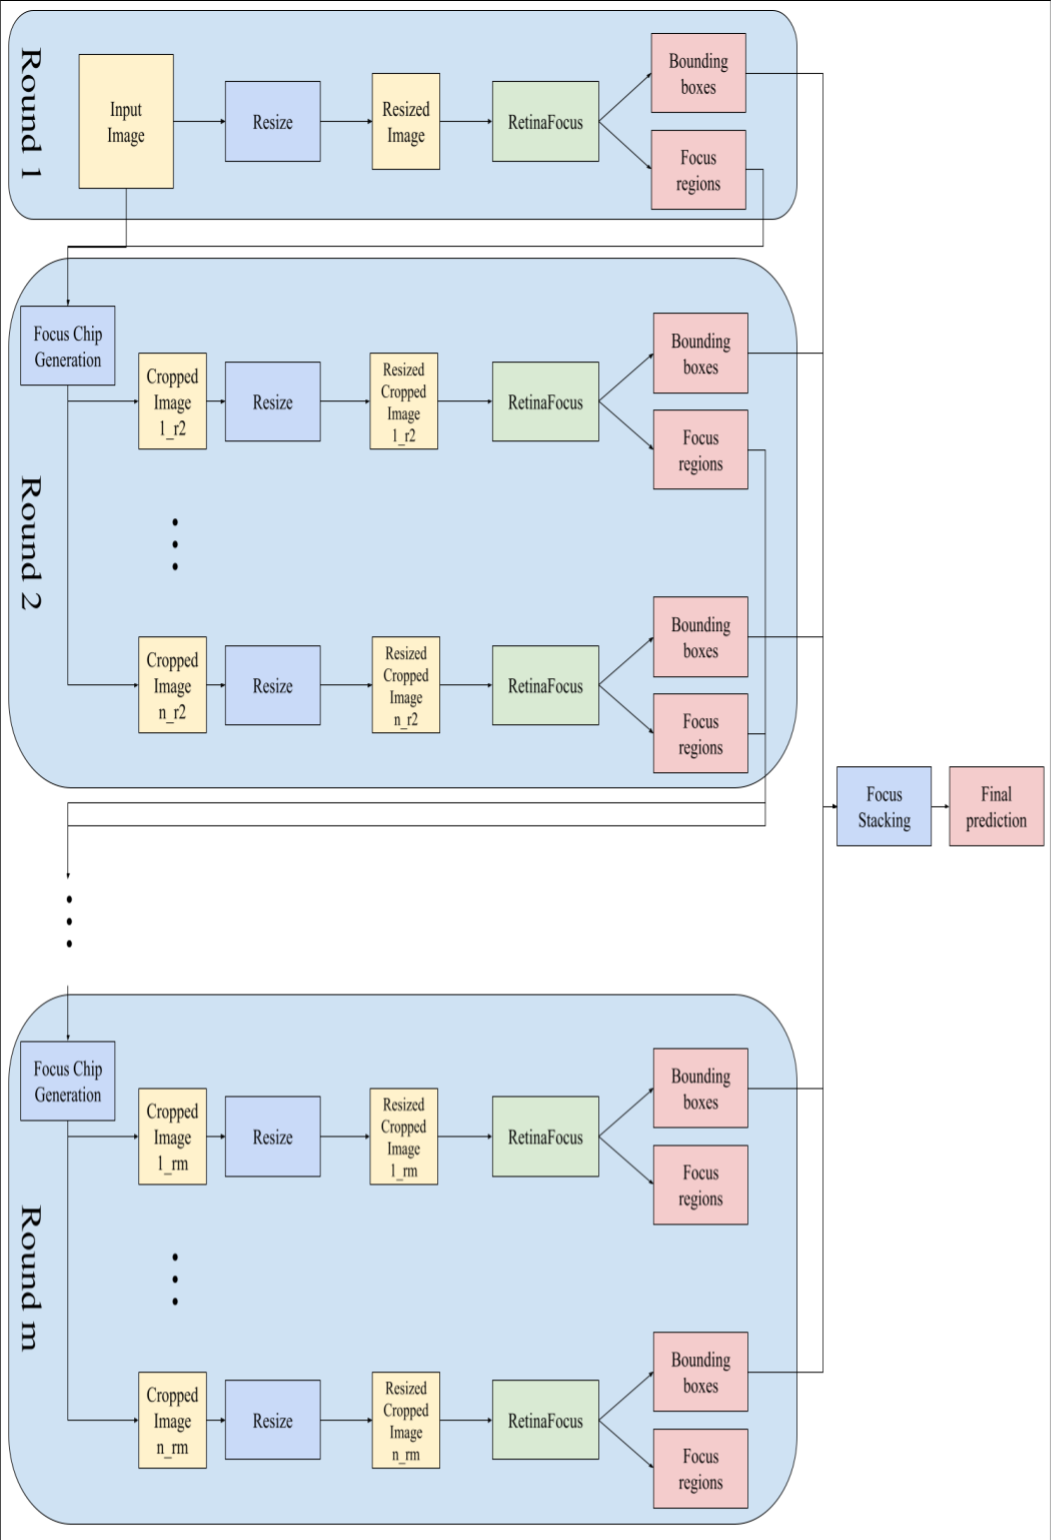 Round 1
Input
Image
Resize
Resized
Image
RetinaFocus
Bounding
boxes
Focus
regions
Round 2
Focus Chip
Generation
Cropped
Image
1_r2
Resize
Resized
Cropped
Image
1_r2
RetinaFocus
Bounding
boxes
Focus
regions
Cropped
Image
n_r2
Resize
Resized
Cropped
Image
n_r2
RetinaFocus
Bounding
boxes
Focus
regions
Focus
Stacking
Final
prediction
Round m
Focus Chip
Generation
Cropped
Image
1_rm
Resize
Resized
Cropped
Image
1_rm
RetinaFocus
Bounding
boxes
Focus
regions
Cropped
Image
n_rm
Resize
Resized
Cropped
Image
n_rm
RetinaFocus
Bounding
boxes
Focus
regions